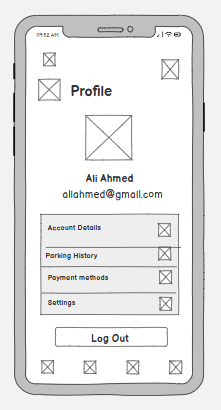 09:52 AM
Profile
Ali Ahmed
aliahmed@gmail.com
Account Details
Parking History
Payment methods
Settings
Log Out